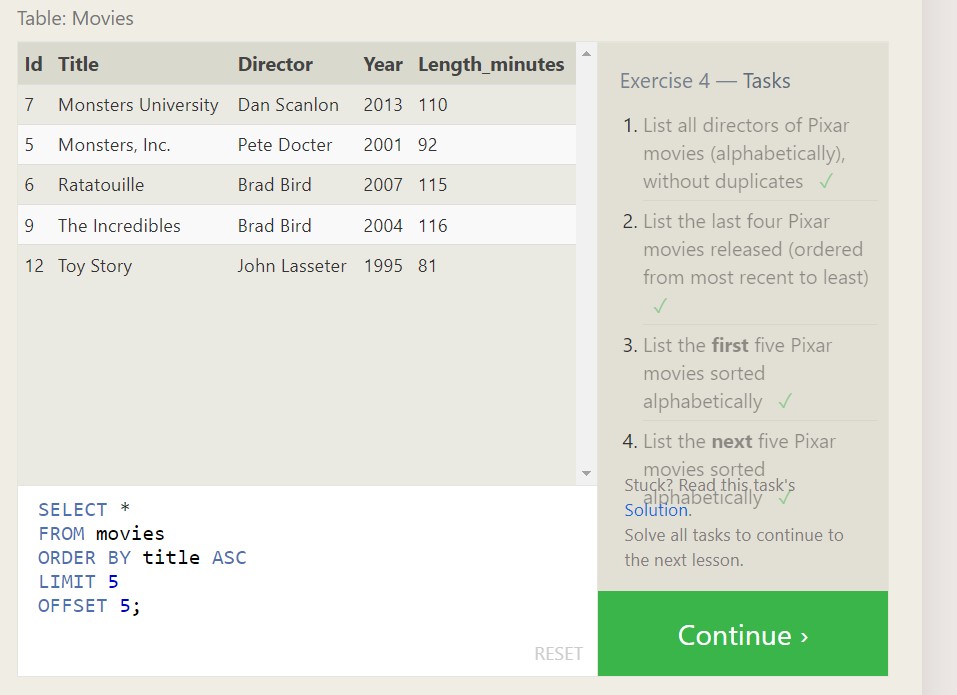 Table: Movies
Id Title Director Year Length_minutes
7 Monsters University Dan Scanlon 2013 110
5 Monsters, Inc. Pete Docter 2001 92
6 Ratatouille Brad Bird 2007 115
9 The Incredibles Brad Bird 2004 116
12 Toy Story John Lasseter 1995 81
SELECT *
FROM movies
ORDER BY title ASC
LIMIT 5
OFFSET 5;
RESET
Exercise 4 — Tasks
1. List all directors of Pixar
movies (alphabetically),
without duplicates ✓
2. List the last four Pixar
movies released (ordered
from most recent to least)
✓
3. List the first five Pixar
movies sorted
alphabetically ✓
4. List the next five Pixar
movies sorted
alphabetically ✓
Stuck? Read this task's
Solution.
Solve all tasks to continue to
the next lesson.
Continue ›